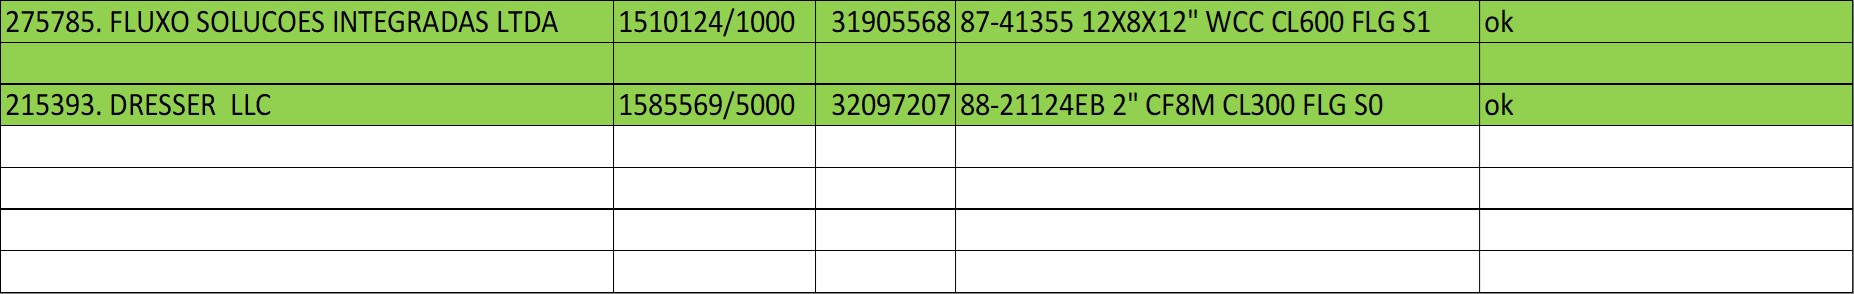 275785. FLUXO SOLUCOES INTEGRADAS LTDA 1510124/1000 31905568 87-41355 12X8X12" WCC CL600 FLG S1 ok
215393. DRESSER  LLC 1585569/5000 32097207 88-21124EB 2" CF8M CL300 FLG S0 ok